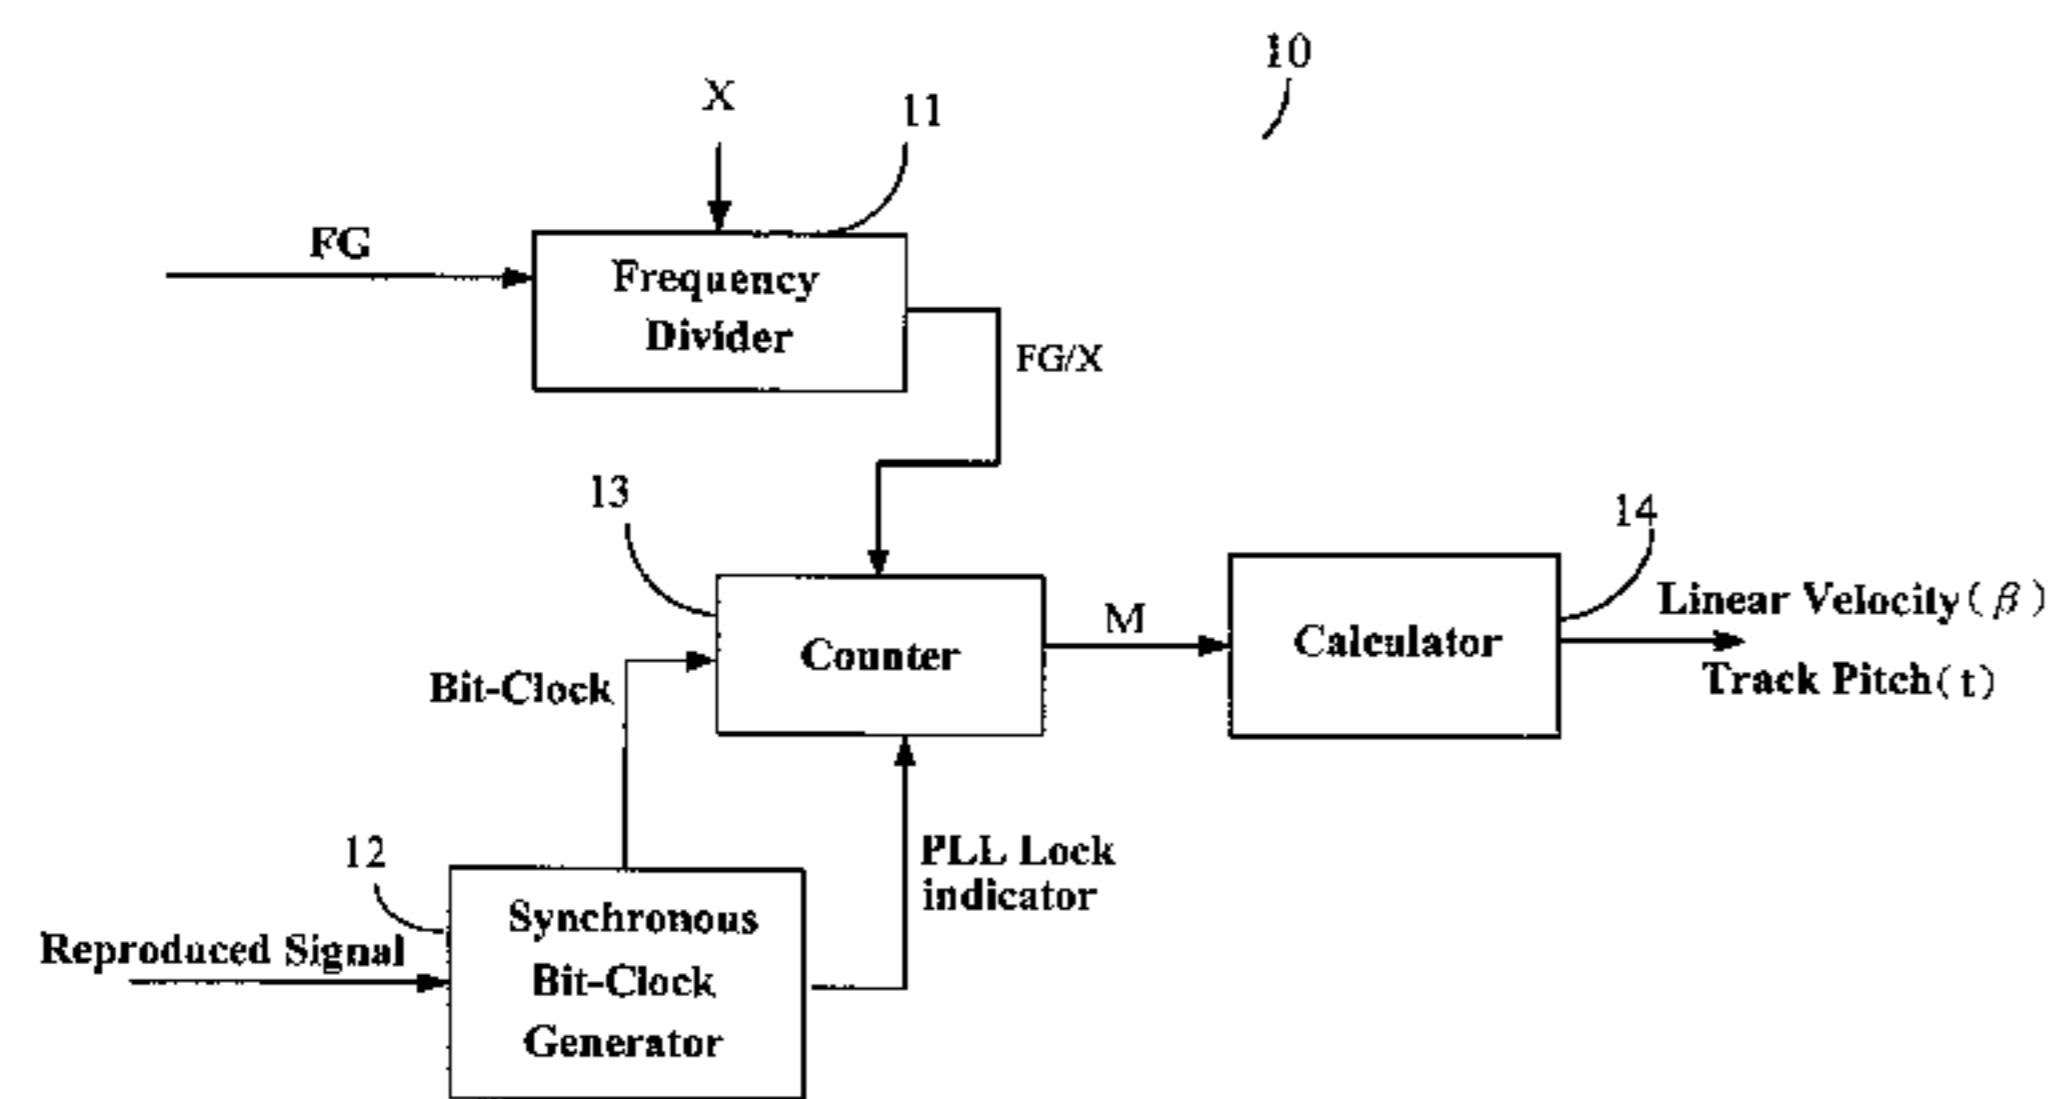 10
X
11
FG
Frequency
Divider
FG/X
13
14
Counter
M
Calculator
Linear Velocity(β)
Track Pitch(t)
Bit-Clock
PLL Lock
indicator
12
Reproduced Signal
Synchronous
Bit-Clock
Generator